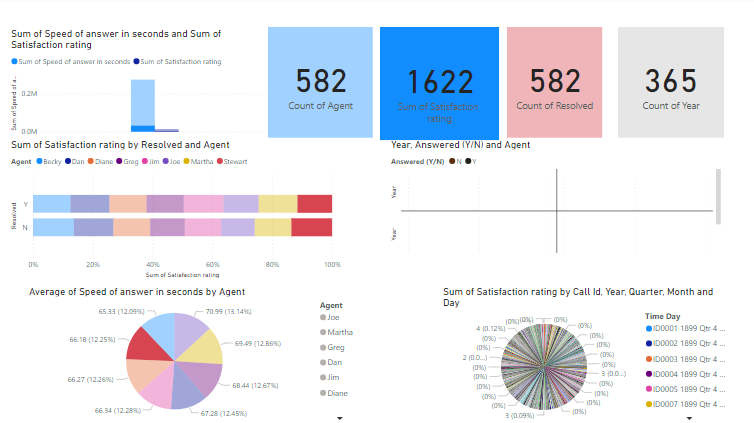 Sum of Speed of answer in seconds and Sum of
Satisfaction rating
Sum of Speed of answer in seconds Sum of Satisfaction rating
Sum of Speed of a...
0.2M
0.0M
582
Count of Agent
1622
Sum of Satisfaction
rating
582
Count of Resolved
365
Count of Year
Sum of Satisfaction rating by Resolved and Agent
Agent Becky Dan Diane Greg Jim Joe Martha Stewart
Resolved
Y
N
0% 20% 40% 60% 80% 100%
Sum of Satisfaction rating
Year, Answered (Y/N) and Agent
Answered (Y/N) N Y
Year
Year
Average of Speed of answer in seconds by Agent
65.33 (12.09%)
70.99 (13.14%)
66.18 (12.25%)
69.49 (12.86%)
66.27 (12.26%)
68.44 (12.67%)
66.34 (12.28%)
67.28 (12.45%)
Agent
Joe
Martha
Greg
Dan
Jim
Diane
Sum of Satisfaction rating by Call Id, Year, Quarter, Month and
Day
(0%) (0%) (0%)
4 (0.12%) (0%)
(0%) (0%)
(0%) (0%)
2 (0.0...) (0%)
(0%) 3 (0.0...)
(0%) (0%)
(0%) (0%)
(0%) (0%)
3 (0.09%) (0%)
Time Day
ID0001 1899 Qtr 4 ...
ID0002 1899 Qtr 4 ...
ID0003 1899 Qtr 4 ...
ID0004 1899 Qtr 4 ...
ID0005 1899 Qtr 4 ...
ID0007 1899 Qtr 4 ...